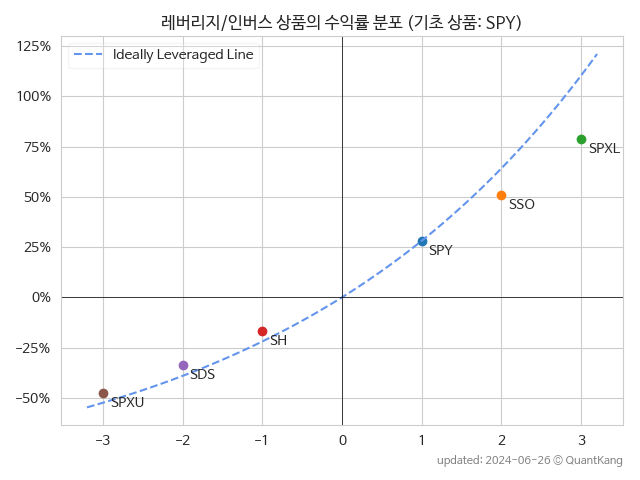 레버리지/인버스 상품의 수익률 분포 (기초 상품: SPY)
125%
Ideally Leveraged Line
100%
75%
SPXL
50%
SSO
25%
SPY
0%
SH
−25%
SDS
−50%
SPXU
−3 −2 −1 0 1 2 3
updated: 2024-06-26 © QuantKang